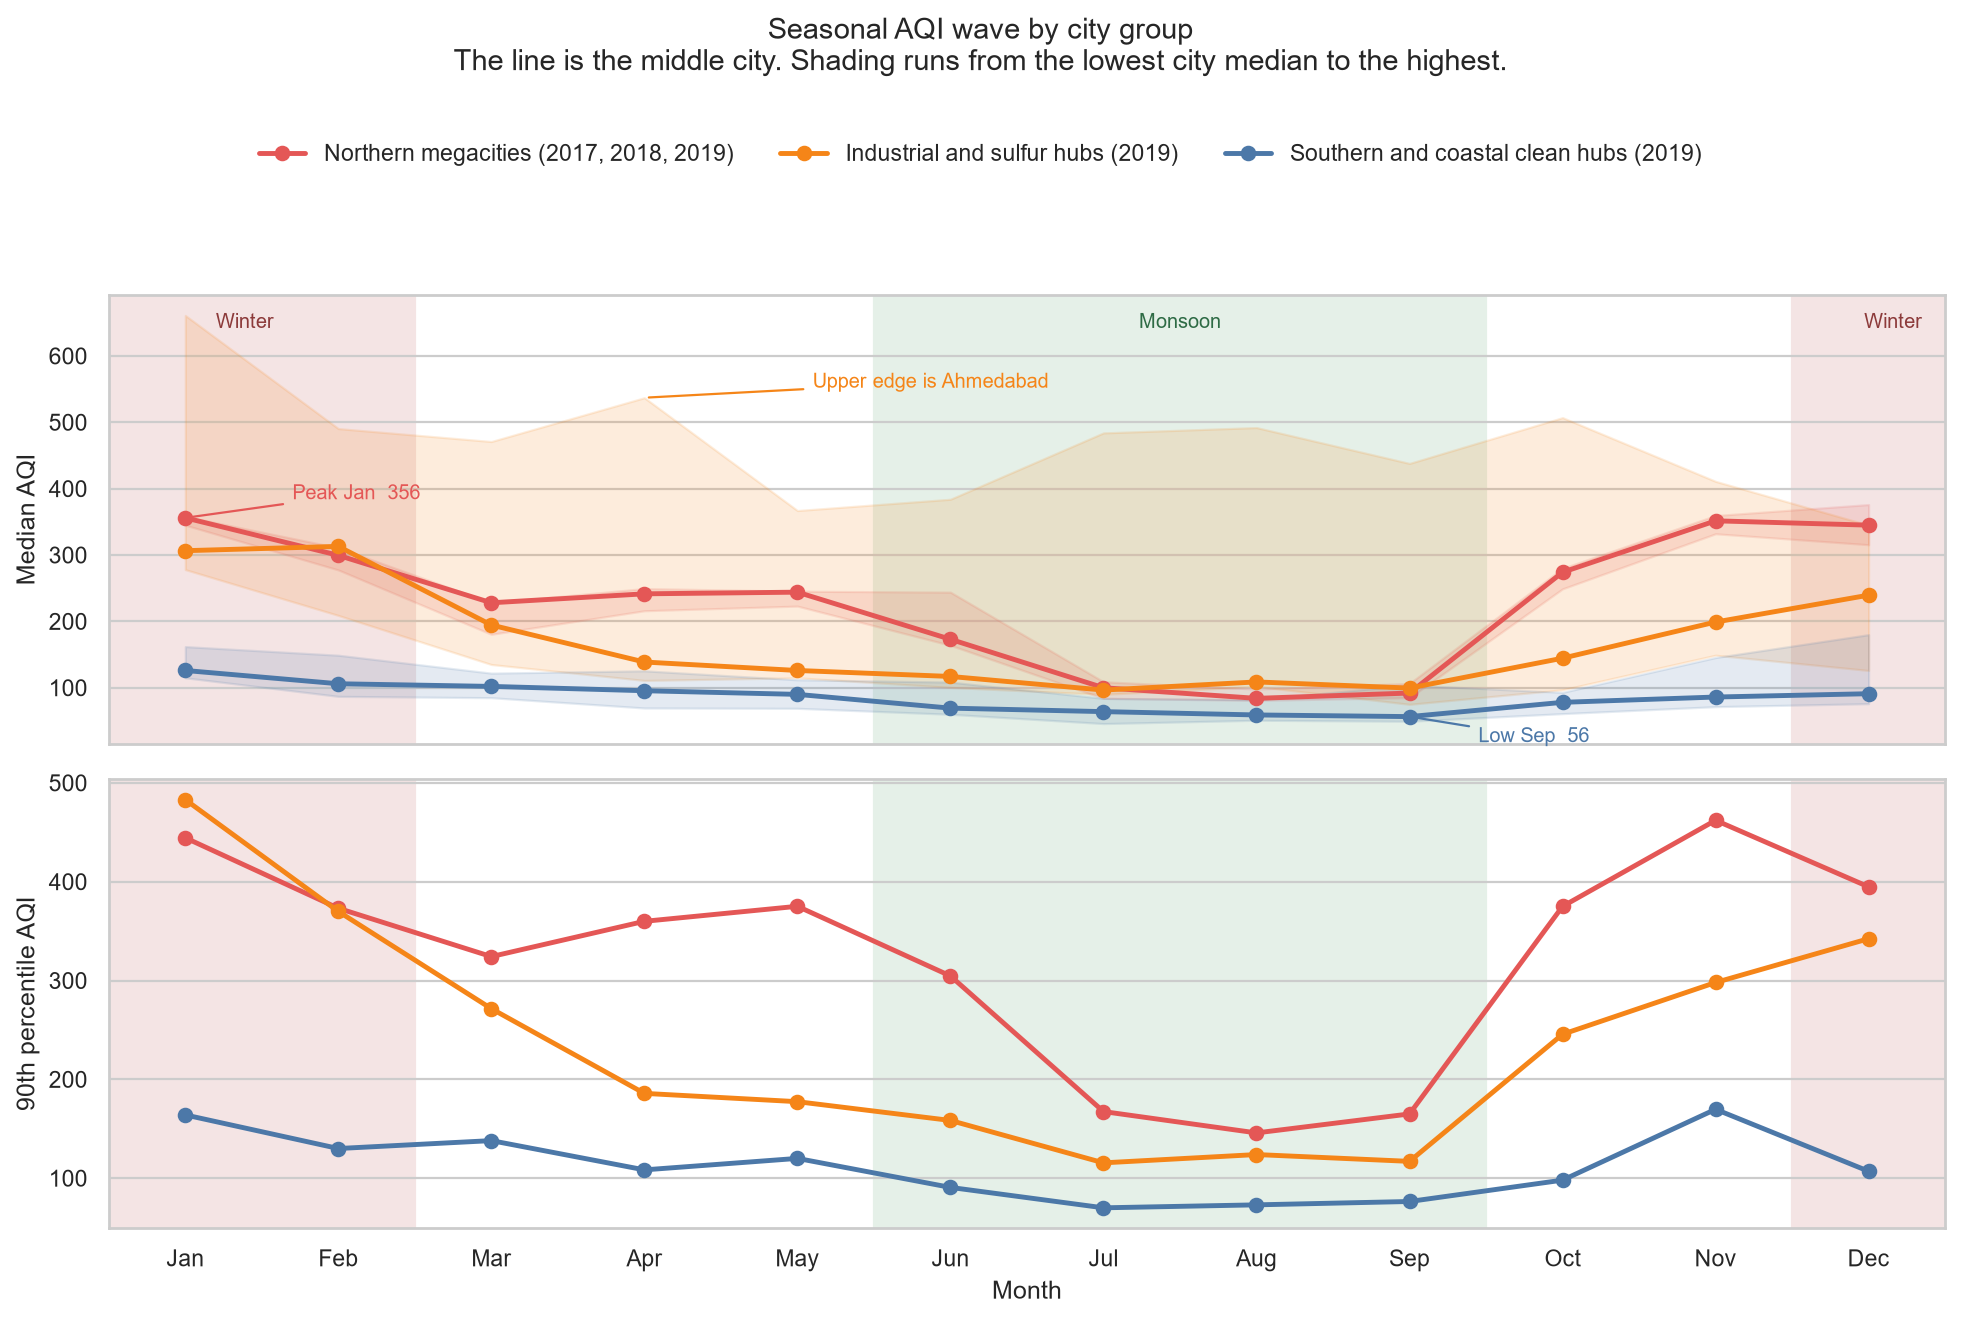 Seasonal AQI wave by city group
The line is the middle city. Shading runs from the lowest city median to the highest.
Northern megacities (2017, 2018, 2019)
Industrial and sulfur hubs (2019)
Southern and coastal clean hubs (2019)
Winter
Monsoon
Winter
Upper edge is Ahmedabad
Peak Jan  356
Low Sep  56
Median AQI
600
500
400
300
200
100
90th percentile AQI
500
400
300
200
100
Jan
Feb
Mar
Apr
May
Jun
Jul
Aug
Sep
Oct
Nov
Dec
Month